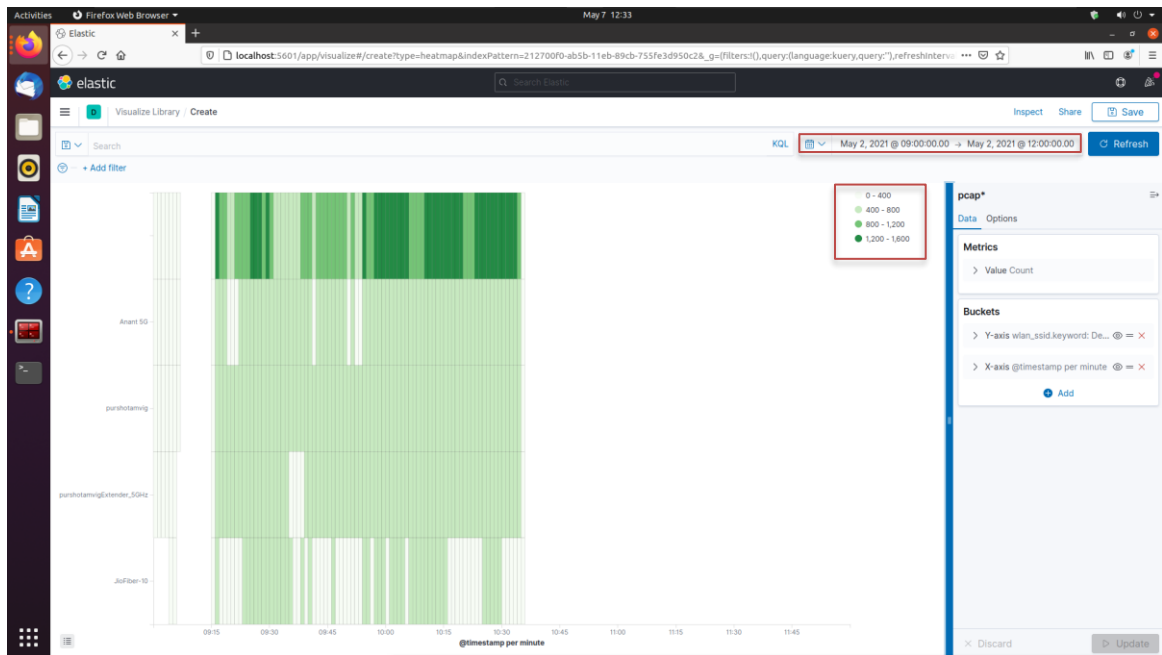 Activities Firefox Web Browser May 7 12:33
Elastic × +
localhost:5601/app/visualize#/create?type=heatmap&indexPattern=212700f0-ab5b-11eb-89cb-755fe3d950c2&_g=(filters:!(),query:(language:kuery,query:''),refreshInterva
elastic Search Elastic
D Visualize Library / Create Inspect Share Save
Search KQL May 2, 2021 @ 09:00:00.00 → May 2, 2021 @ 12:00:00.00 Refresh
+ Add filter
0 - 400
400 - 800
800 - 1,200
1,200 - 1,600
pcap*
Data Options
Metrics
Value Count
Buckets
Y-axis wlan_ssid.keyword: De...
X-axis @timestamp per minute
Add
Anant 5G
purshotamvig
purshotamvigExtender_5GHz
JioFiber-10
09:15 09:30 09:45 10:00 10:15 10:30 10:45 11:00 11:15 11:30 11:45
@timestamp per minute
× Discard Update